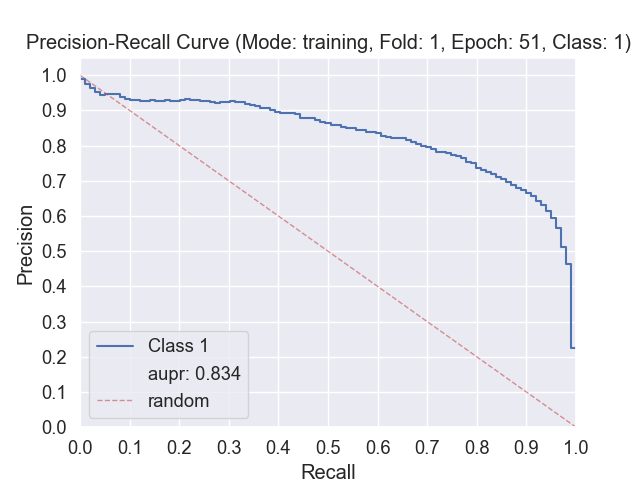 Precision-Recall Curve (Mode: training, Fold: 1, Epoch: 51, Class: 1)
1.0
0.9
0.8
0.7
0.6
0.5
0.4
0.3
0.2
0.1
0.0
Precision
Class 1
aupr: 0.834
random
0.0 0.1 0.2 0.3 0.4 0.5 0.6 0.7 0.8 0.9 1.0
Recall